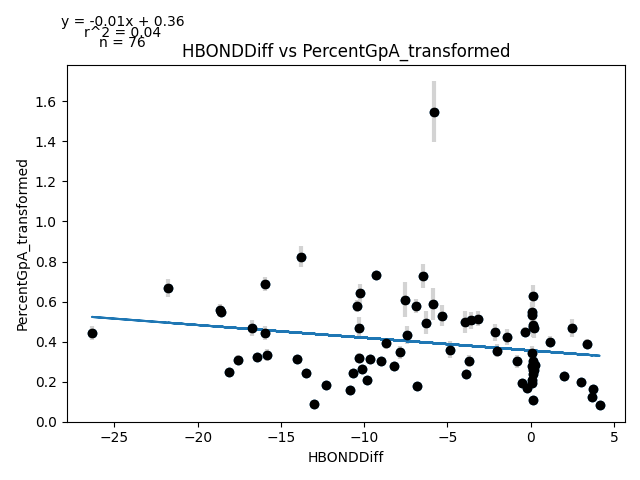 y = -0.01x + 0.36
r^2 = 0.04
n = 76
HBONDDiff vs PercentGpA_transformed
PercentGpA_transformed
1.6
1.4
1.2
1.0
0.8
0.6
0.4
0.2
0.0
−25 −20 −15 −10 −5 0 5
HBONDDiff